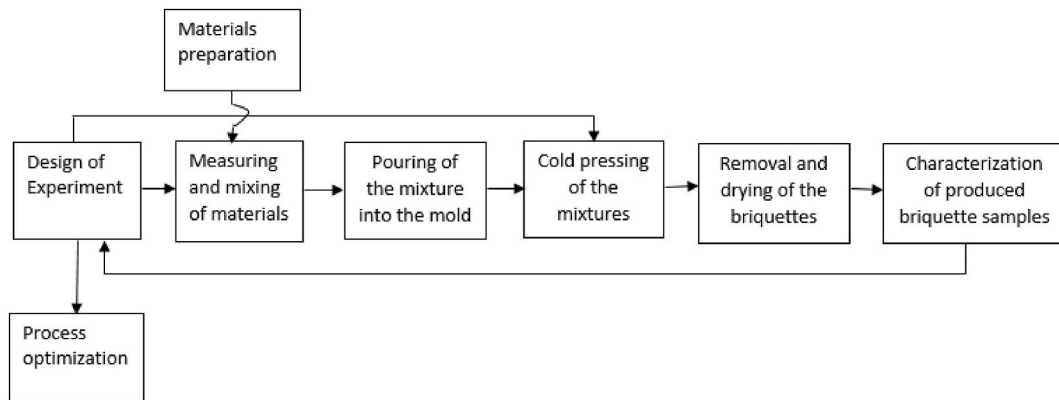 Materials
preparation
Design of
Experiment
Measuring
and mixing
of materials
Pouring of
the mixture
into the mold
Cold pressing
of the
mixtures
Removal and
drying of the
briquettes
Characterization
of produced
briquette samples
Process
optimization